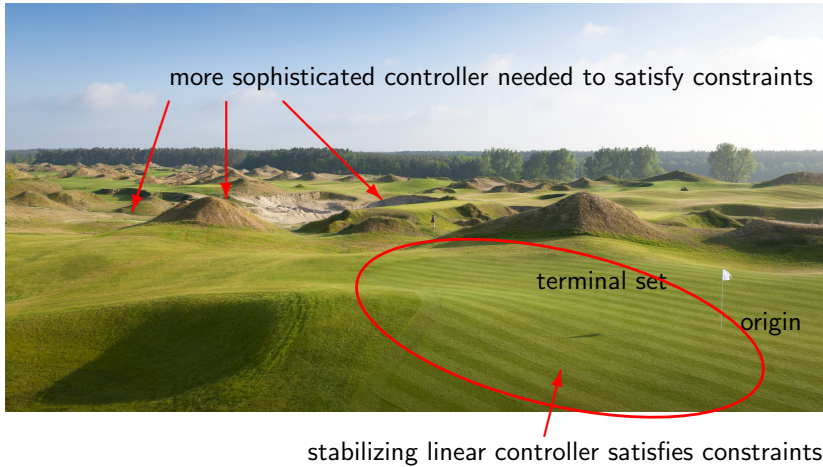 more sophisticated controller needed to satisfy constraints
terminal set
origin
stabilizing linear controller satisfies constraints